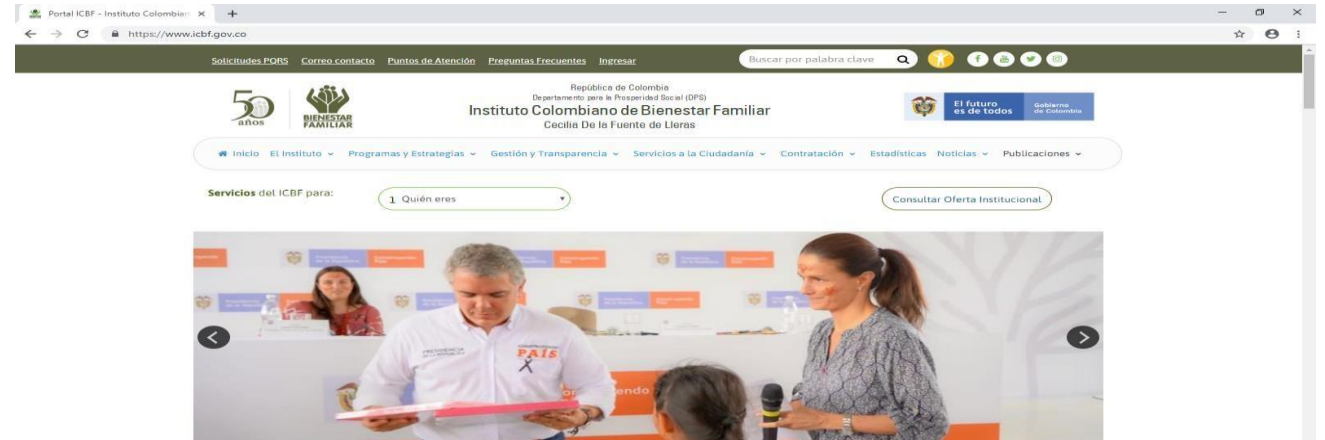 Portal ICBF - Instituto Colombian
https://www.icbf.gov.co
Solicitudes PQRS Correo contacto Puntos de Atención Preguntas Frecuentes Ingresar Buscar por palabra clave
50 años
BIENESTAR
FAMILIAR
República de Colombia
Departamento para la Prosperidad Social (DPS)
Instituto Colombiano de Bienestar Familiar
Cecilia De la Fuente de Lleras
El futuro
es de todos
Gobierno
de Colombia
Inicio El Instituto Programas y Estrategias Gestión y Transparencia Servicios a la Ciudadanía Contratación Estadísticas Noticias Publicaciones
Servicios del ICBF para:
1 Quién eres
Consultar Oferta Institucional
PRESIDENCIA
PAÍS